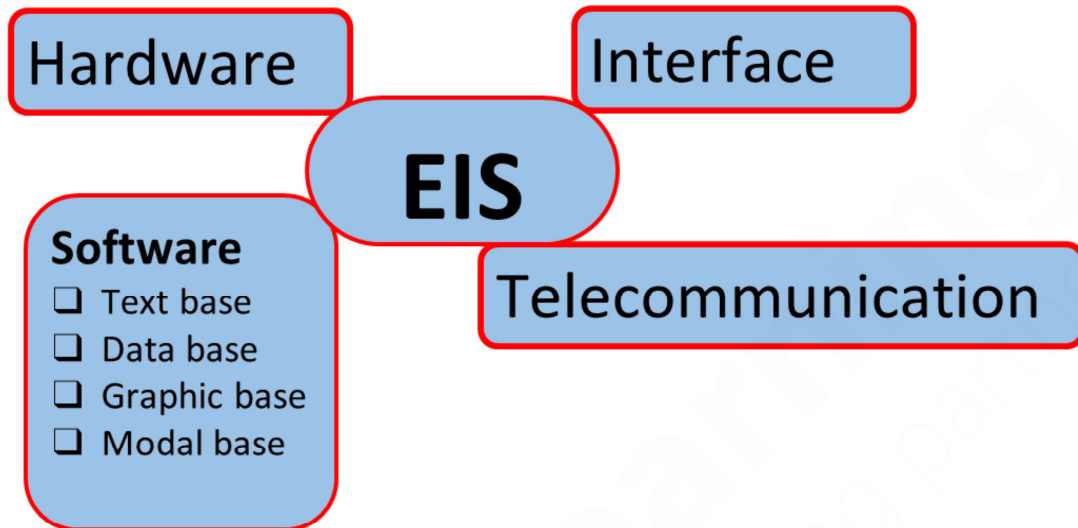 Hardware
Interface
EIS
Software
❑ Text base
❑ Data base
❑ Graphic base
❑ Modal base
Telecommunication